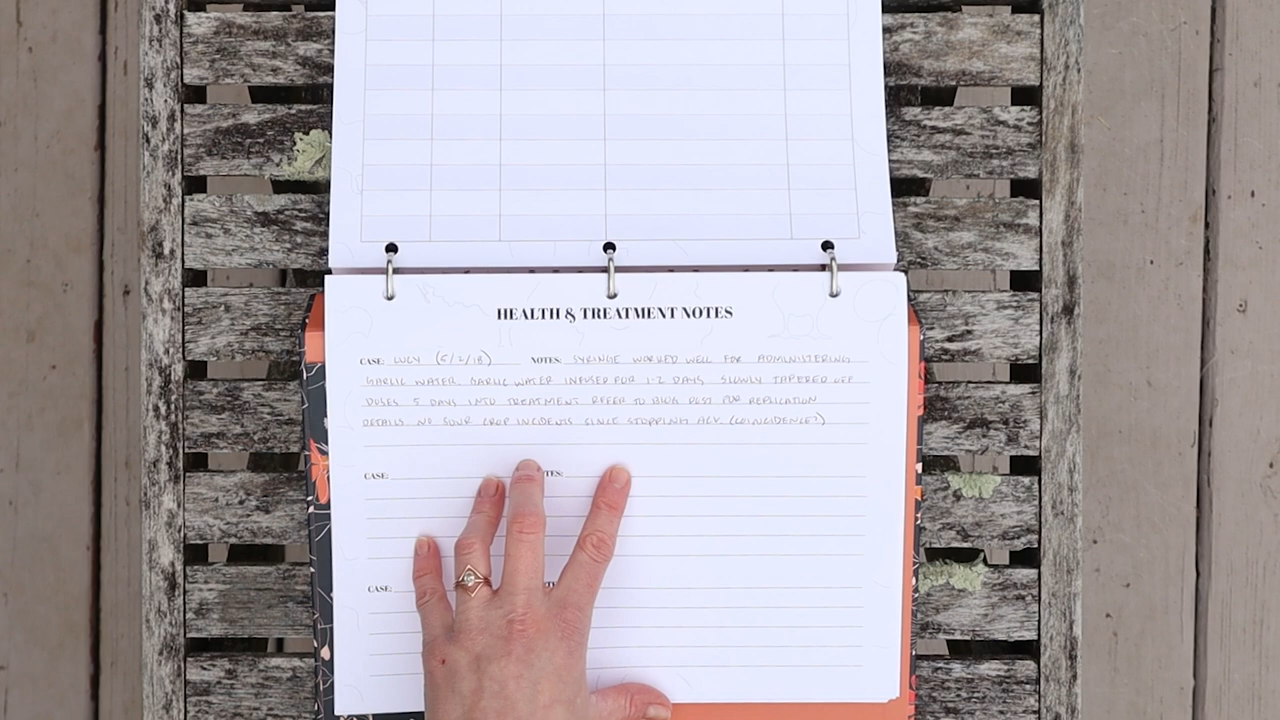 HEALTH & TREATMENT NOTES
CASE: LUCY (5/2/18) NOTES: SYRINGE WORKED WELL FOR ADMINISTERING
GARLIC WATER. GARLIC WATER INFUSED FOR 1-2 DAYS. SLOWLY TAPERED OFF
DOSES 5 DAYS INTO TREATMENT. REFER TO BLOG POST FOR REPLICATION
DETAILS. NO SOUR CROP INCIDENTS SINCE STOPPING ACV. (COINCIDENCE?)
CASE: TES:
CASE: